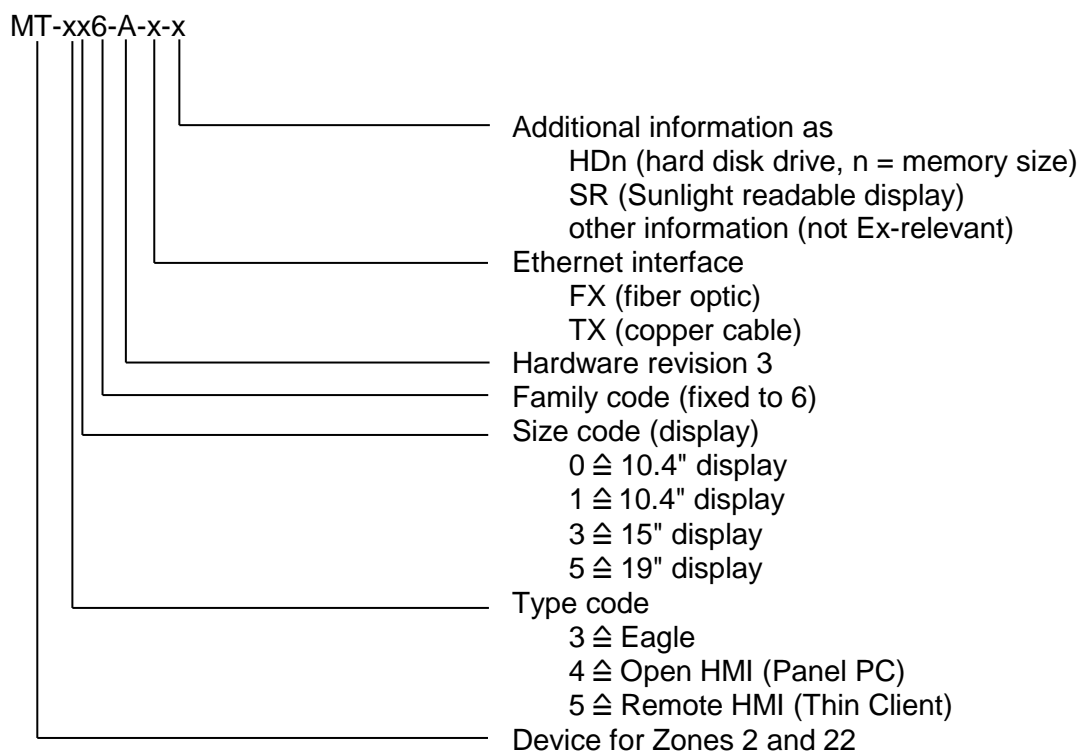 MT-xx6-A-x-x
Additional information as
HDn (hard disk drive, n = memory size)
SR (Sunlight readable display)
other information (not Ex-relevant)
Ethernet interface
FX (fiber optic)
TX (copper cable)
Hardware revision 3
Family code (fixed to 6)
Size code (display)
0 ≙ 10.4" display
1 ≙ 10.4" display
3 ≙ 15" display
5 ≙ 19" display
Type code
3 ≙ Eagle
4 ≙ Open HMI (Panel PC)
5 ≙ Remote HMI (Thin Client)
Device for Zones 2 and 22